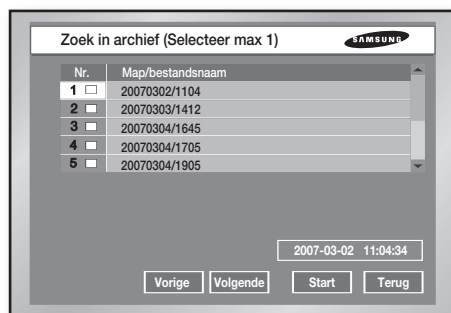 Zoek in archief (Selecteer max 1) SAMSUNG
Nr. Map/bestandsnaam
1 20070302/1104
2 20070303/1412
3 20070304/1645
4 20070304/1705
5 20070304/1905
2007-03-02 11:04:34
Vorige Volgende Start Terug